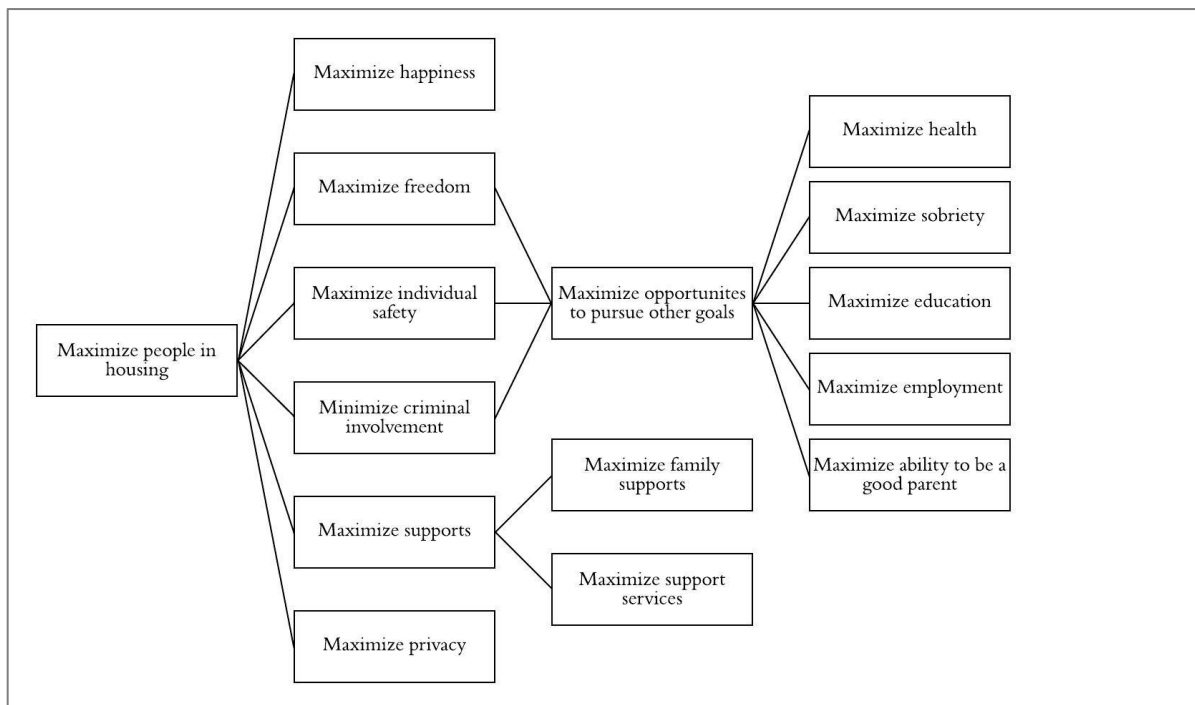 Maximize people in
housing
Maximize happiness
Maximize freedom
Maximize individual
safety
Minimize criminal
involvement
Maximize supports
Maximize privacy
Maximize opportunites
to pursue other goals
Maximize family
supports
Maximize support
services
Maximize health
Maximize sobriety
Maximize education
Maximize employment
Maximize ability to be a
good parent